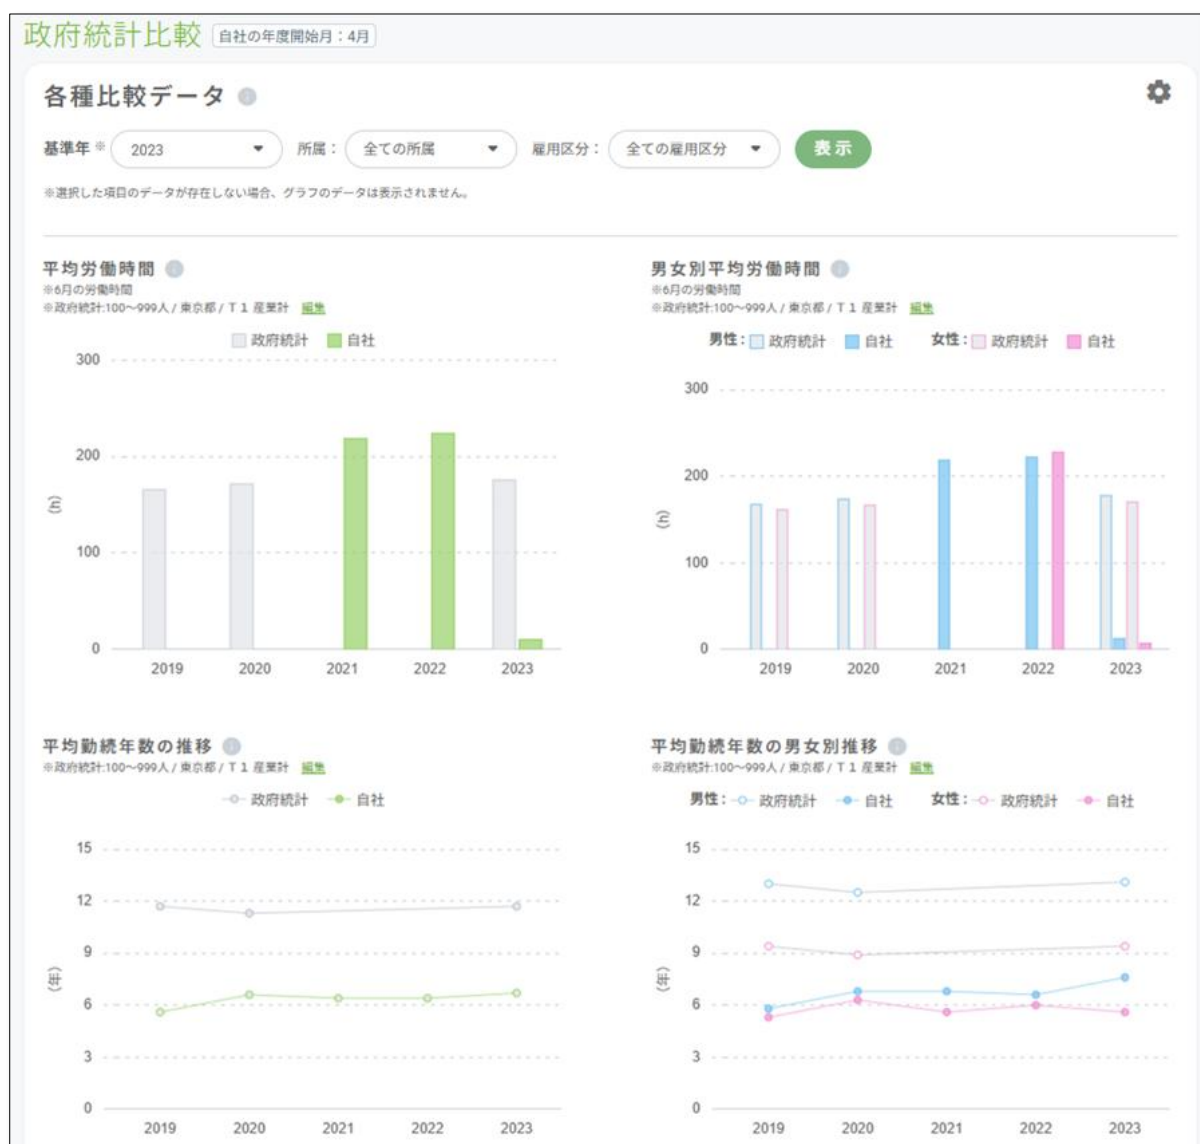 政府統計比較 自社の年度開始月：4月
各種比較データ
基準年 ※ 2023 所属： 全ての所属 雇用区分： 全ての雇用区分 表示
※選択した項目のデータが存在しない場合、グラフのデータは表示されません。
平均労働時間
※6月の労働時間
※政府統計:100〜999人 / 東京都 / Ｔ１ 産業計 編集
政府統計 自社
300
200
100
0
(h)
2019 2020 2021 2022 2023
男女別平均労働時間
※6月の労働時間
※政府統計:100〜999人 / 東京都 / Ｔ１ 産業計 編集
男性： 政府統計 自社 女性： 政府統計 自社
300
200
100
0
(h)
2019 2020 2021 2022 2023
平均勤続年数の推移
※政府統計:100〜999人 / 東京都 / Ｔ１ 産業計 編集
政府統計 自社
15
12
9
6
3
0
(年)
2019 2020 2021 2022 2023
平均勤続年数の男女別推移
※政府統計:100〜999人 / 東京都 / Ｔ１ 産業計 編集
男性： 政府統計 自社 女性： 政府統計 自社
15
12
9
6
3
0
(年)
2019 2020 2021 2022 2023